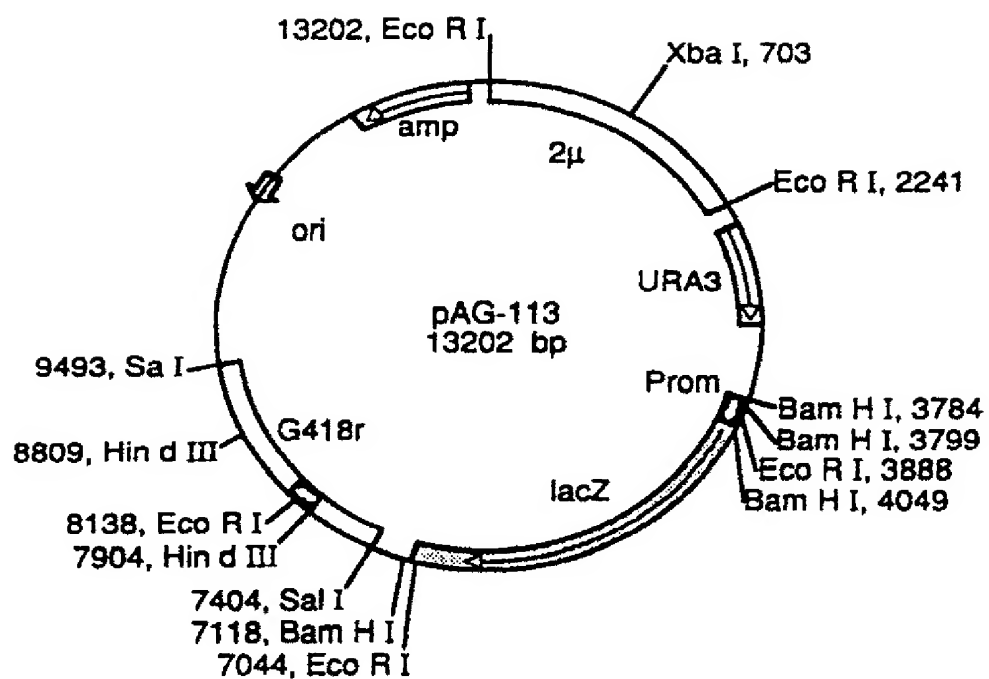 13202, Eco R I
Xba I, 703
amp
2μ
Eco R I, 2241
ori
URA3
pAG-113
13202 bp
9493, Sa I
Prom
Bam H I, 3784
G418r
Bam H I, 3799
8809, Hin d III
Eco R I, 3888
lacZ
Bam H I, 4049
8138, Eco R I
7904, Hin d III
7404, Sal I
7118, Bam H I
7044, Eco R I